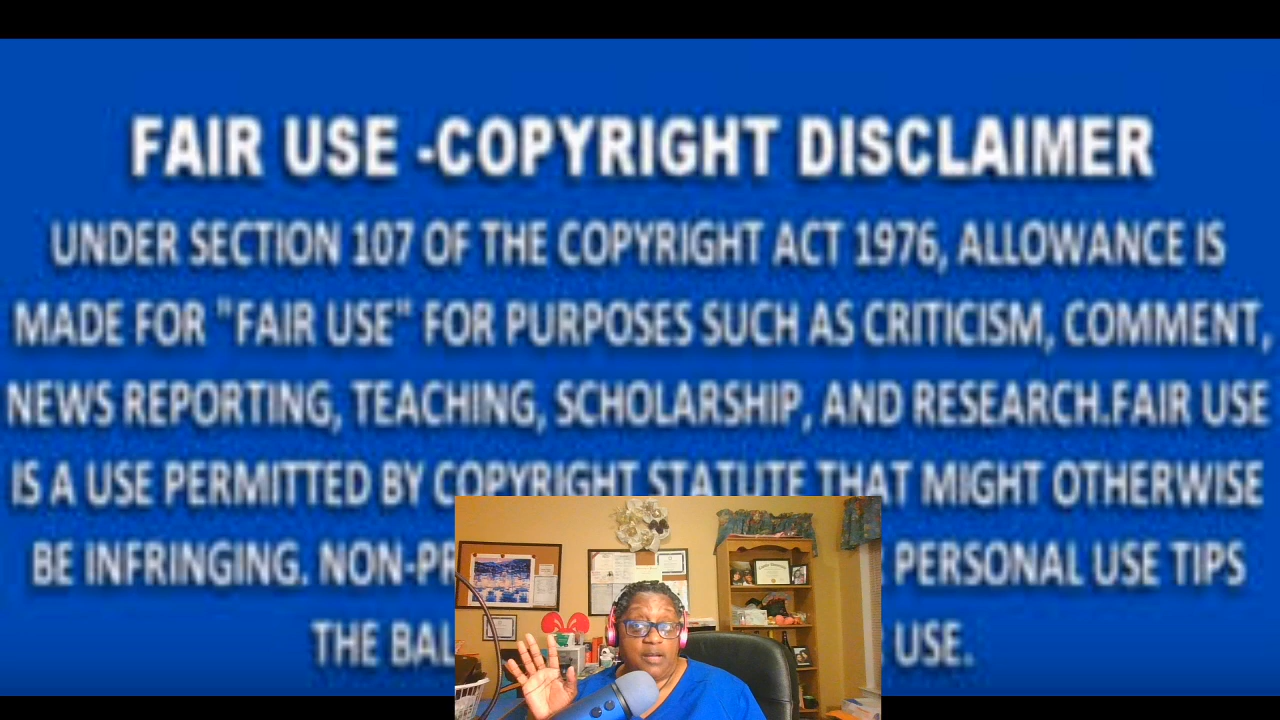 FAIR USE -COPYRIGHT DISCLAIMER
UNDER SECTION 107 OF THE COPYRIGHT ACT 1976, ALLOWANCE IS
MADE FOR "FAIR USE" FOR PURPOSES SUCH AS CRITICISM, COMMENT,
NEWS REPORTING, TEACHING, SCHOLARSHIP, AND RESEARCH.FAIR USE
IS A USE PERMITTED BY COPYRIGHT STATUTE THAT MIGHT OTHERWISE
BE INFRINGING. PERSONAL USE TIPS
THE USE.